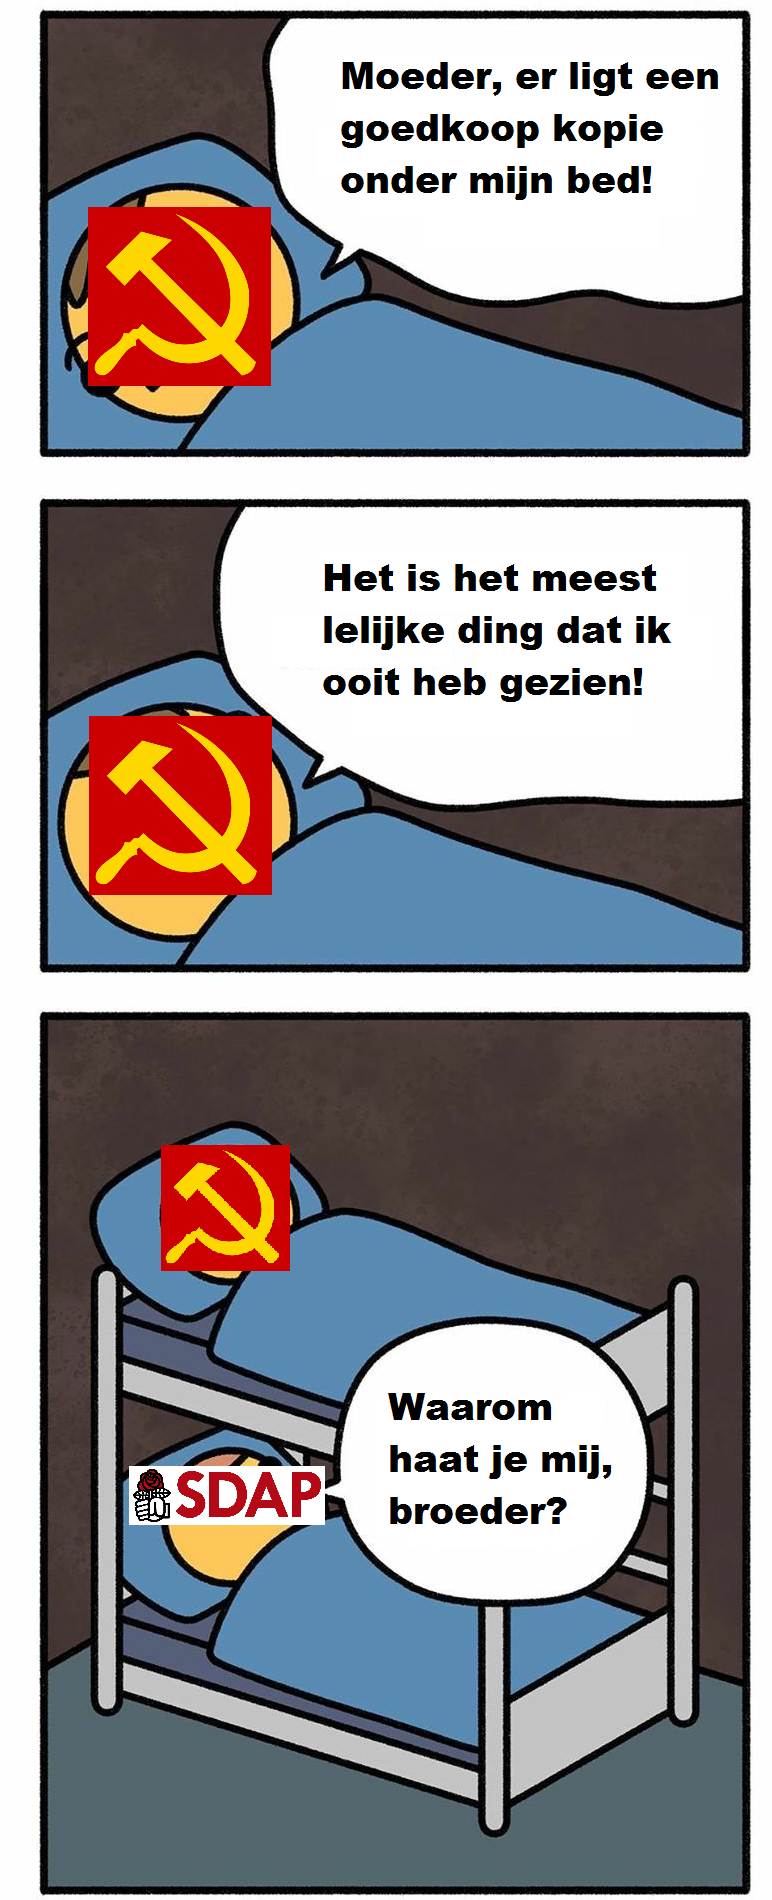 Moeder, er ligt een
goedkoop kopie
onder mijn bed!
Het is het meest
lelijke ding dat ik
ooit heb gezien!
Waarom
haat je mij,
broeder?
SDAP